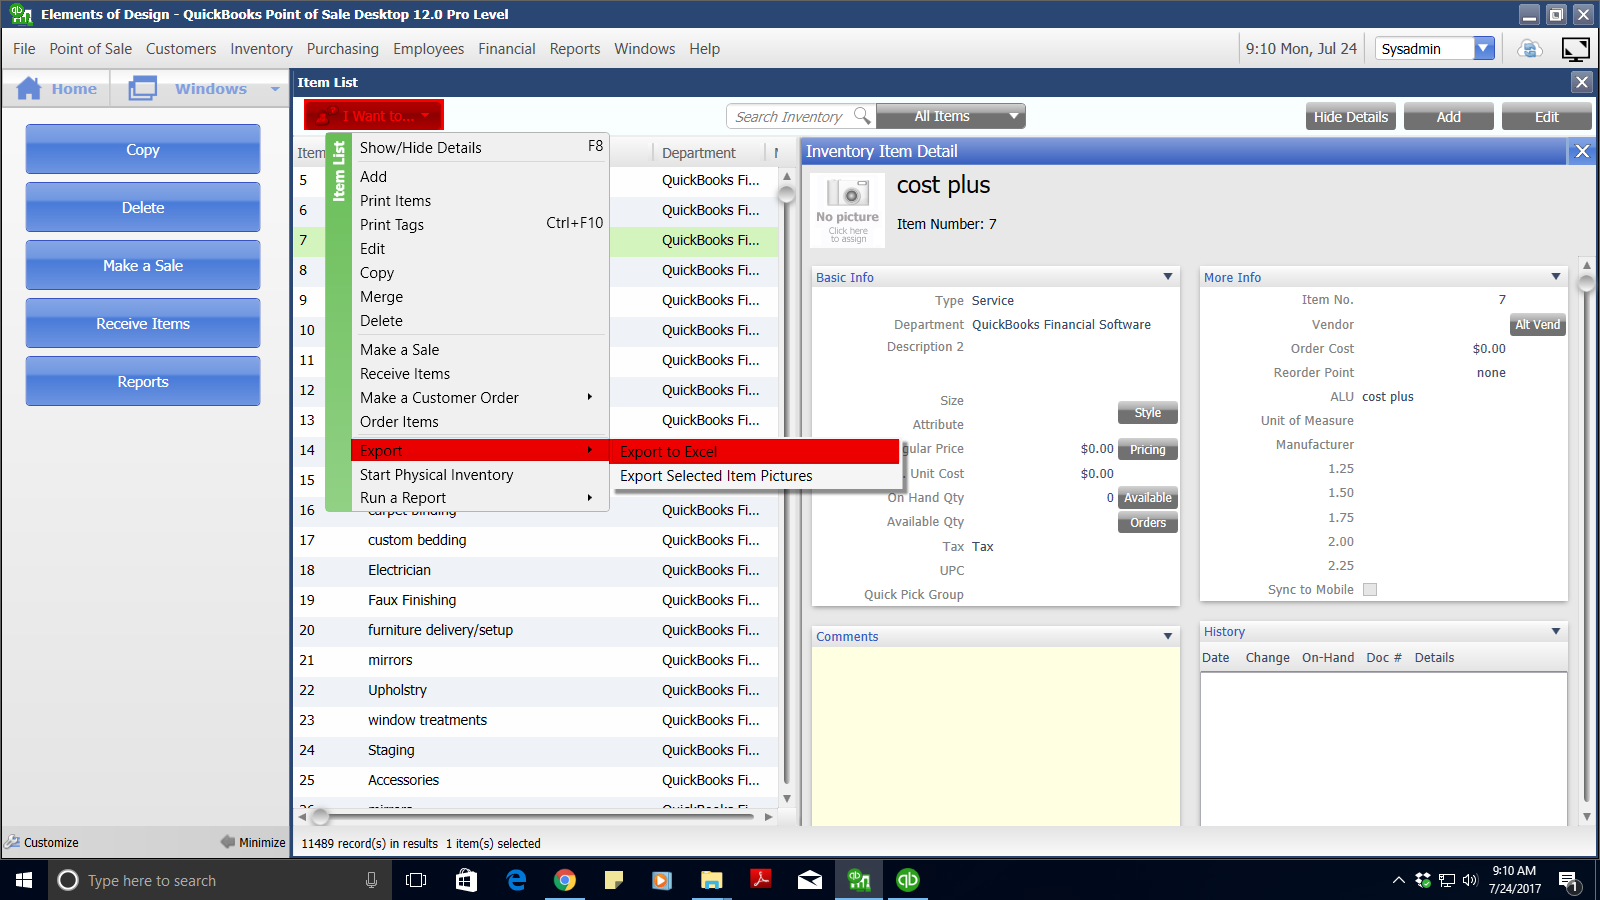 Elements of Design - QuickBooks Point of Sale Desktop 12.0 Pro Level
File Point of Sale Customers Inventory Purchasing Employees Financial Reports Windows Help
9:10 Mon, Jul 24
Sysadmin
Home
Windows
Item List
I Want to...
Search Inventory
All Items
Hide Details
Add
Edit
Copy
Delete
Make a Sale
Receive Items
Reports
Item
Department
Item List
Show/Hide Details F8
Add
Print Items
Print Tags Ctrl+F10
Edit
Copy
Merge
Delete
Make a Sale
Receive Items
Make a Customer Order
Order Items
Export
Start Physical Inventory
Run a Report
Export to Excel
Export Selected Item Pictures
5 QuickBooks Fi...
6 QuickBooks Fi...
7 QuickBooks Fi...
8 QuickBooks Fi...
9 QuickBooks Fi...
10 QuickBooks Fi...
11 QuickBooks Fi...
12 QuickBooks Fi...
13 QuickBooks Fi...
14
15
16 carpet binding QuickBooks Fi...
17 custom bedding QuickBooks Fi...
18 Electrician QuickBooks Fi...
19 Faux Finishing QuickBooks Fi...
20 furniture delivery/setup QuickBooks Fi...
21 mirrors QuickBooks Fi...
22 Upholstry QuickBooks Fi...
23 window treatments QuickBooks Fi...
24 Staging QuickBooks Fi...
25 Accessories QuickBooks Fi...
Inventory Item Detail
No picture
Click here
to assign
cost plus
Item Number: 7
Basic Info
Type Service
Department QuickBooks Financial Software
Description 2
Size
Style
Attribute
gular Price $0.00 Pricing
. Unit Cost $0.00
On Hand Qty 0 Available
Available Qty Orders
Tax Tax
UPC
Quick Pick Group
More Info
Item No. 7
Vendor Alt Vend
Order Cost $0.00
Reorder Point none
ALU cost plus
Unit of Measure
Manufacturer
1.25
1.50
1.75
2.00
2.25
Sync to Mobile
Comments
History
Date Change On-Hand Doc # Details
Customize
Minimize
11489 record(s) in results 1 item(s) selected
Type here to search
9:10 AM
7/24/2017
1